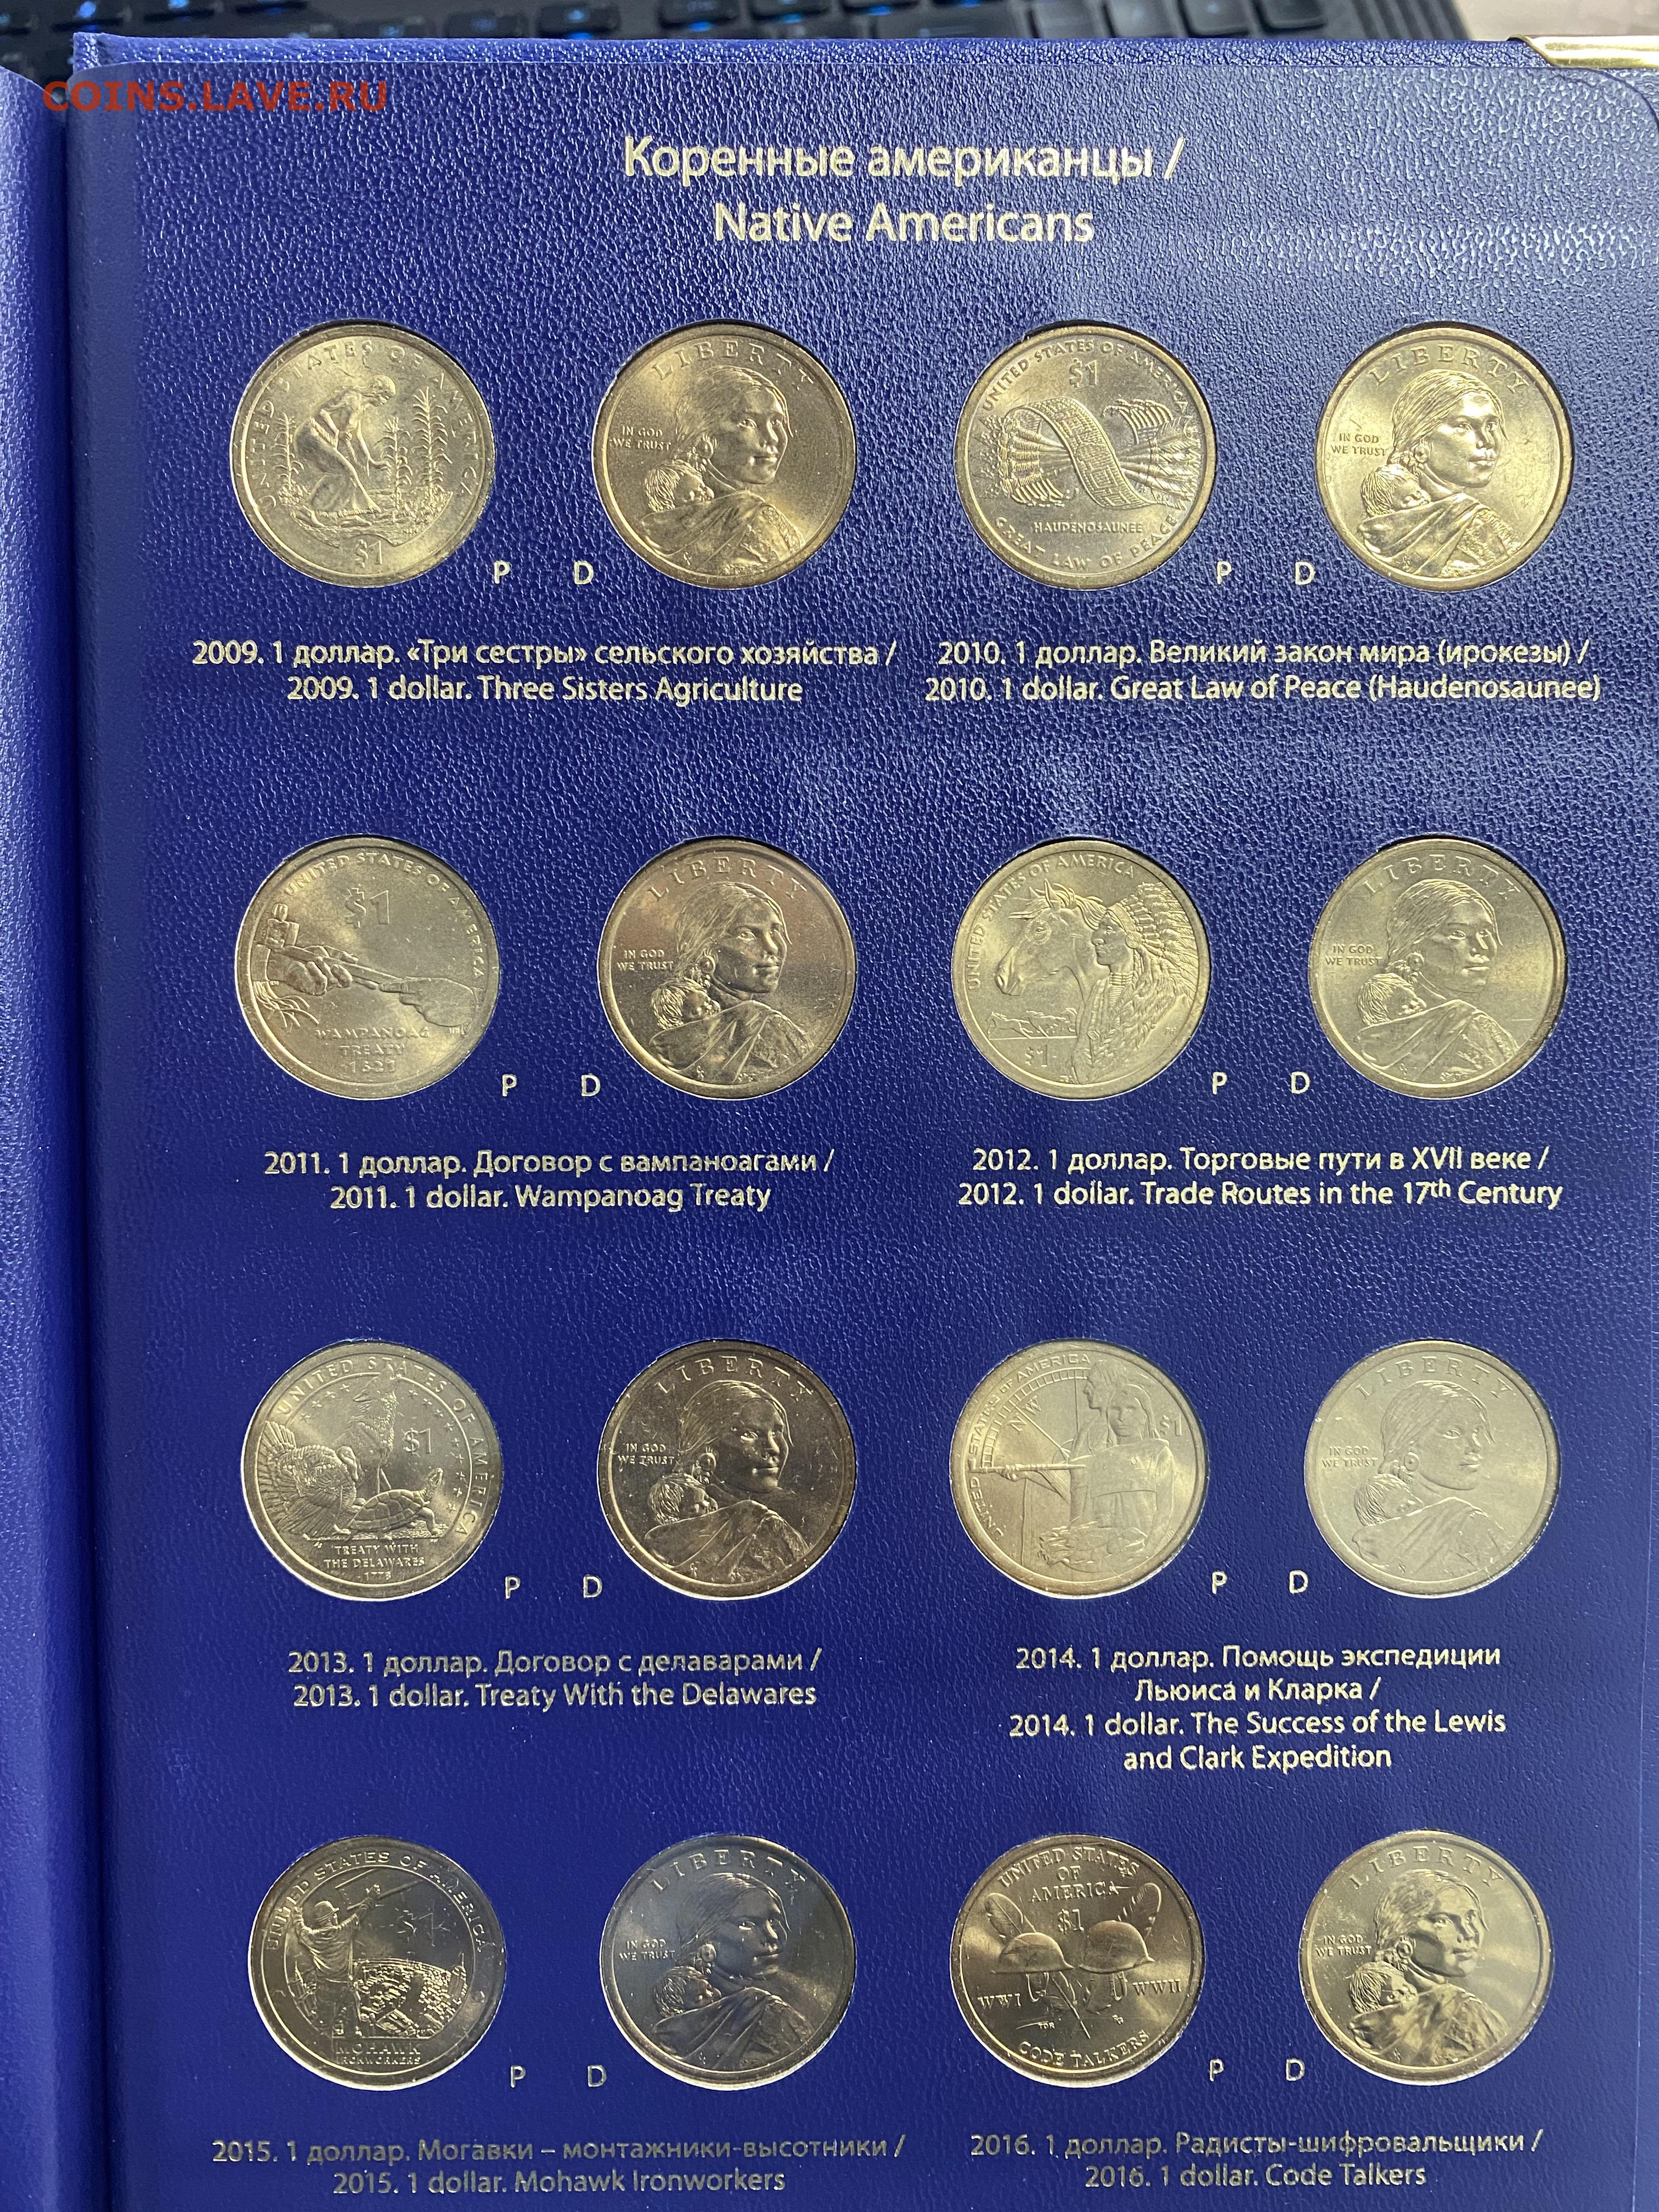 COINS.LAVE.RU
Коренные американцы /
Native Americans
UNITED STATES OF AMERICA
$1
LIBERTY
IN GOD
WE TRUST
UNITED STATES OF AMERICA
$1
HAUDENOSAUNEE
GREAT LAW OF PEACE
LIBERTY
IN GOD
WE TRUST
P D
P D
2009. 1 доллар. «Три сестры» сельского хозяйства /
2009. 1 dollar. Three Sisters Agriculture
2010. 1 доллар. Великий закон мира (ирокезы) /
2010. 1 dollar. Great Law of Peace (Haudenosaunee)
UNITED STATES OF AMERICA
$1
WAMPANOAG
TREATY
1621
LIBERTY
IN GOD
WE TRUST
UNITED STATES OF AMERICA
$1
LIBERTY
IN GOD
WE TRUST
P D
P D
2011. 1 доллар. Договор с вампаноагами /
2011. 1 dollar. Wampanoag Treaty
2012. 1 доллар. Торговые пути в XVII веке /
2012. 1 dollar. Trade Routes in the 17th Century
UNITED STATES OF AMERICA
$1
TREATY WITH
THE DELAWARES
1778
LIBERTY
IN GOD
WE TRUST
UNITED STATES OF AMERICA
NW
$1
LIBERTY
IN GOD
WE TRUST
P D
P D
2013. 1 доллар. Договор с делаварами /
2013. 1 dollar. Treaty With the Delawares
2014. 1 доллар. Помощь экспедиции
Льюиса и Кларка /
2014. 1 dollar. The Success of the Lewis
and Clark Expedition
UNITED STATES OF AMERICA
$1
MOHAWK
IRONWORKERS
LIBERTY
IN GOD
WE TRUST
UNITED STATES
OF
AMERICA
$1
WWI WWII
CODE TALKERS
LIBERTY
IN GOD
WE TRUST
P D
P D
2015. 1 доллар. Могавки – монтажники-высотники /
2015. 1 dollar. Mohawk Ironworkers
2016. 1 доллар. Радисты-шифровальщики /
2016. 1 dollar. Code Talkers